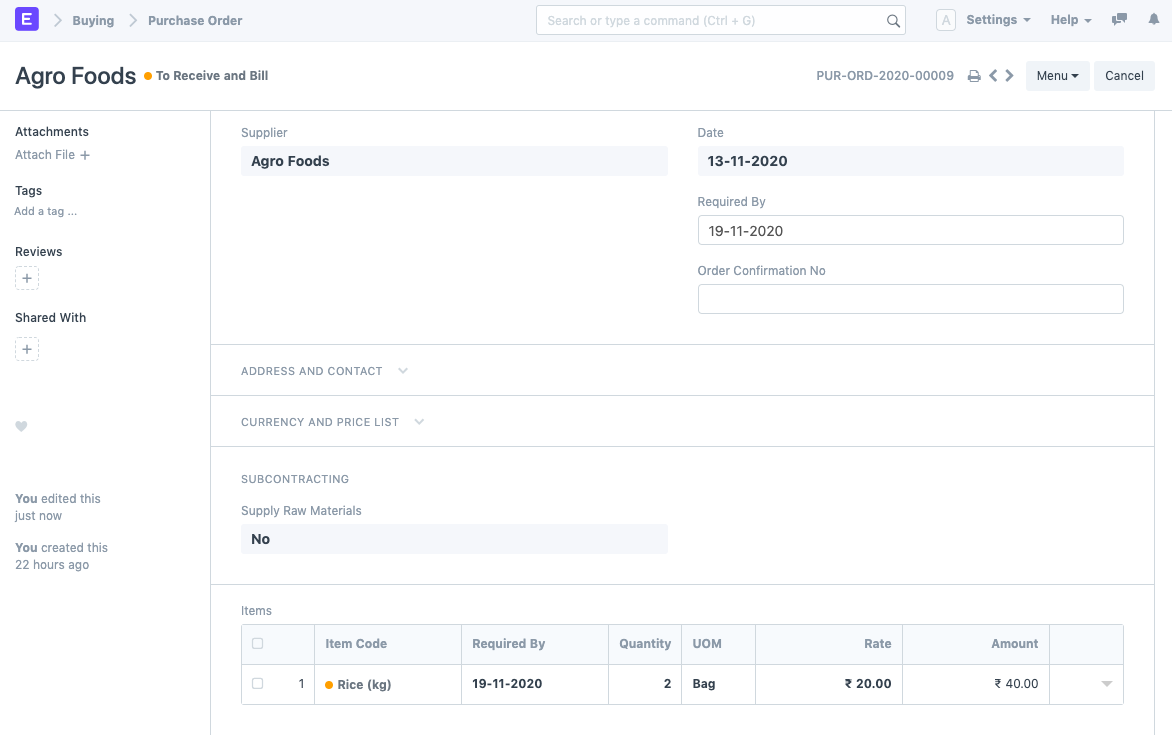 E Buying Purchase Order Search or type a command (Ctrl + G) A Settings Help
Agro Foods To Receive and Bill PUR-ORD-2020-00009 Menu Cancel
Attachments
Attach File +
Tags
Add a tag ...
Reviews
+
Shared With
+
You edited this
just now
You created this
22 hours ago
Supplier
Agro Foods
Date
13-11-2020
Required By
19-11-2020
Order Confirmation No
ADDRESS AND CONTACT
CURRENCY AND PRICE LIST
SUBCONTRACTING
Supply Raw Materials
No
Items
Item Code Required By Quantity UOM Rate Amount
1 Rice (kg) 19-11-2020 2 Bag ₹ 20.00 ₹ 40.00